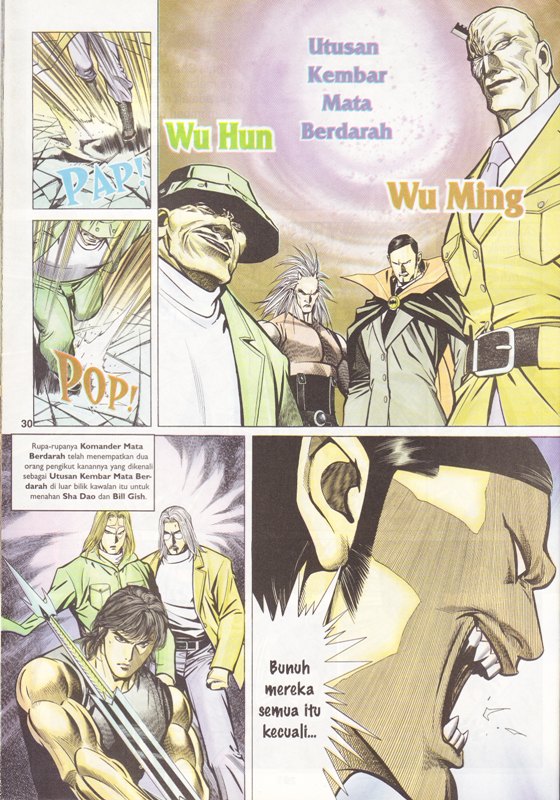 PAP!
POP!
Utusan
Kembar
Mata
Berdarah
Wu Hun
Wu Ming
30
Rupa-rupanya Komander Mata
Berdarah telah menempatkan dua
orang pengikut kanannya yang dikenali
sebagai Utusan Kembar Mata Ber-
darah di luar bilik kawalan itu untuk
menahan Sha Dao dan Bill Gish.
Bunuh
mereka
semua itu
kecuali...